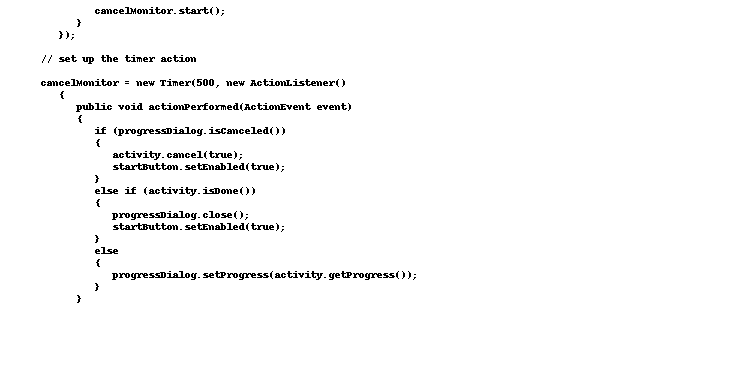 cancelMonitor.start();
}
});
// set up the timer action
cancelMonitor = new Timer(500, new ActionListener()
{
public void actionPerformed(ActionEvent event)
{
if (progressDialog.isCanceled())
{
activity.cancel(true);
startButton.setEnabled(true);
}
else if (activity.isDone())
{
progressDialog.close();
startButton.setEnabled(true);
}
else
{
progressDialog.setProgress(activity.getProgress());
}
}